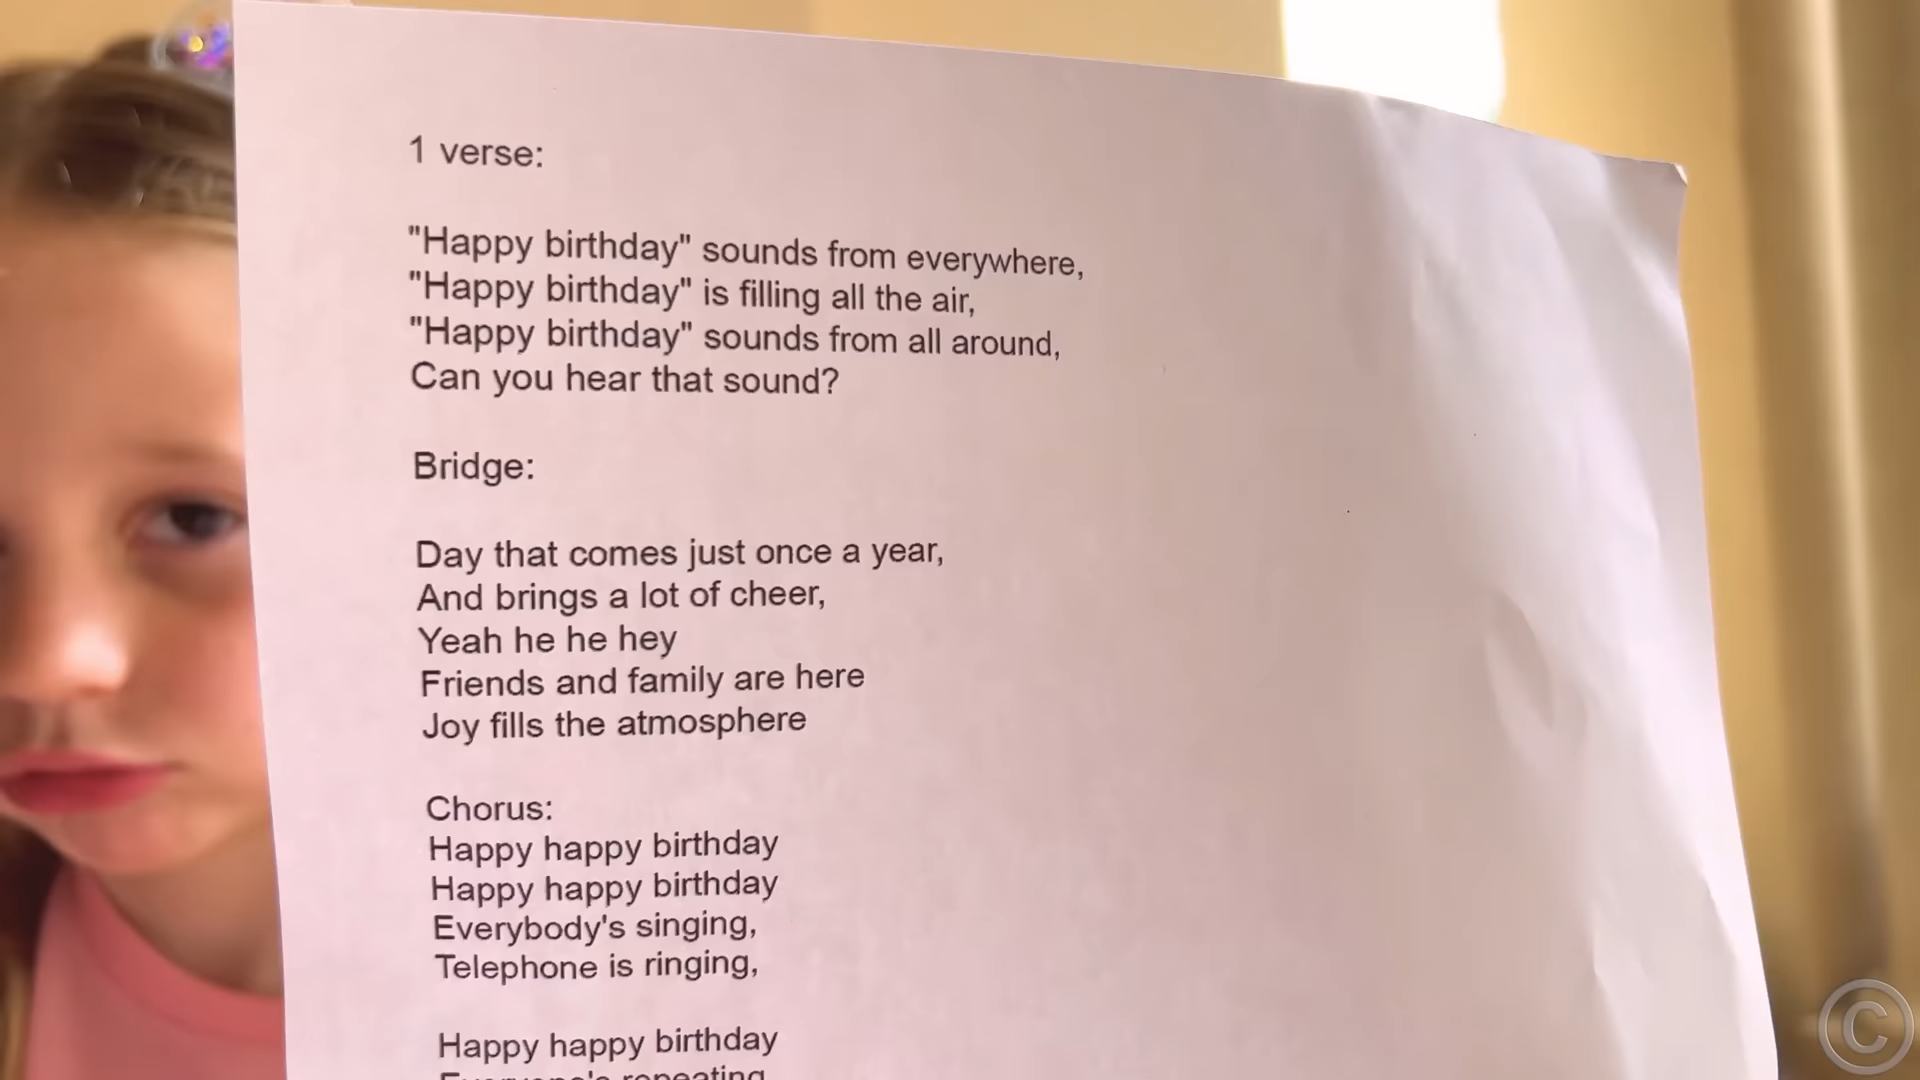 1 verse:
"Happy birthday" sounds from everywhere,
"Happy birthday" is filling all the air,
"Happy birthday" sounds from all around,
Can you hear that sound?
Bridge:
Day that comes just once a year,
And brings a lot of cheer,
Yeah he he hey
Friends and family are here
Joy fills the atmosphere
Chorus:
Happy happy birthday
Happy happy birthday
Everybody's singing,
Telephone is ringing,
Happy happy birthday
Everyone's repeating
©